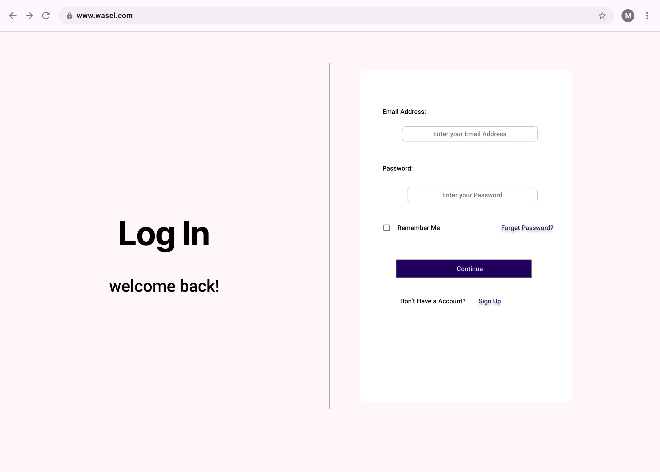 www.wasel.com
M
Log In
welcome back!
Email Address:
Enter your Email Address
Password:
Enter your Password
Remember Me
Forget Password?
Continue
Don't Have a Account?
Sign Up